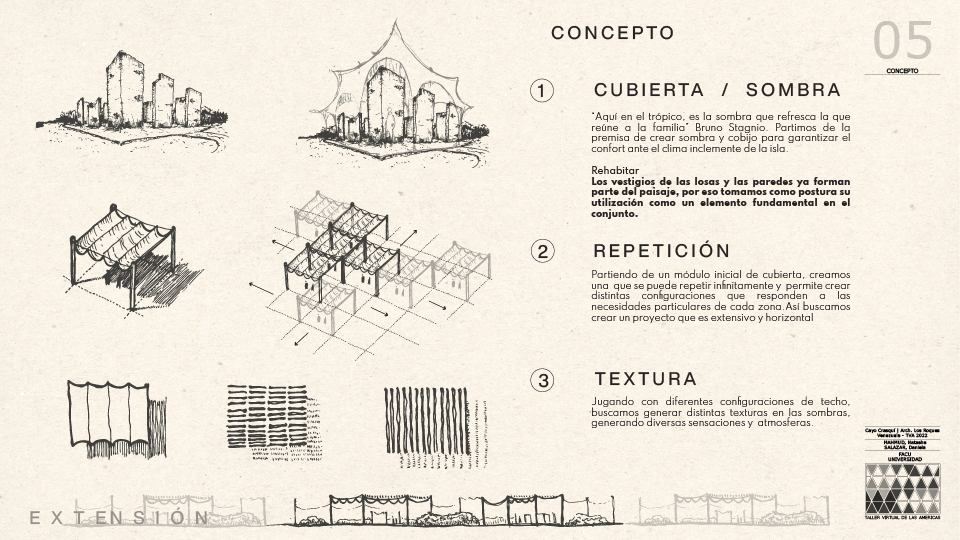 CONCEPTO
05
CONCEPTO
1
CUBIERTA / SOMBRA
"Aquí en el trópico, es la sombra que refresca la que
reúne a la familia" Bruno Stagnio. Partimos de la
premisa de crear sombra y cobijo para garantizar el
confort ante el clima inclemente de la isla.
Rehabitar
Los vestigios de las losas y las paredes ya forman
parte del paisaje, por eso tomamos como postura su
utilización como un elemento fundamental en el
conjunto.
2
REPETICIÓN
Partiendo de un módulo inicial de cubierta, creamos
una que se puede repetir infinitamente y permite crear
distintas configuraciones que responden a las
necesidades particulares de cada zona.Así buscamos
crear un proyecto que es extensivo y horizontal
3
TEXTURA
Jugando con diferentes configuraciones de techo,
buscamos generar distintas texturas en las sombras,
generando diversas sensaciones y atmosferas.
Cayo Crasquí | Arch. Los Roques
Venezuela - TVA 2022
MAHMUD, Natasha
SALAZAR, Daniela
FACU
UNIVERSIDAD
TALLER VIRTUAL DE LAS AMERICAS
EXTENSIÓN